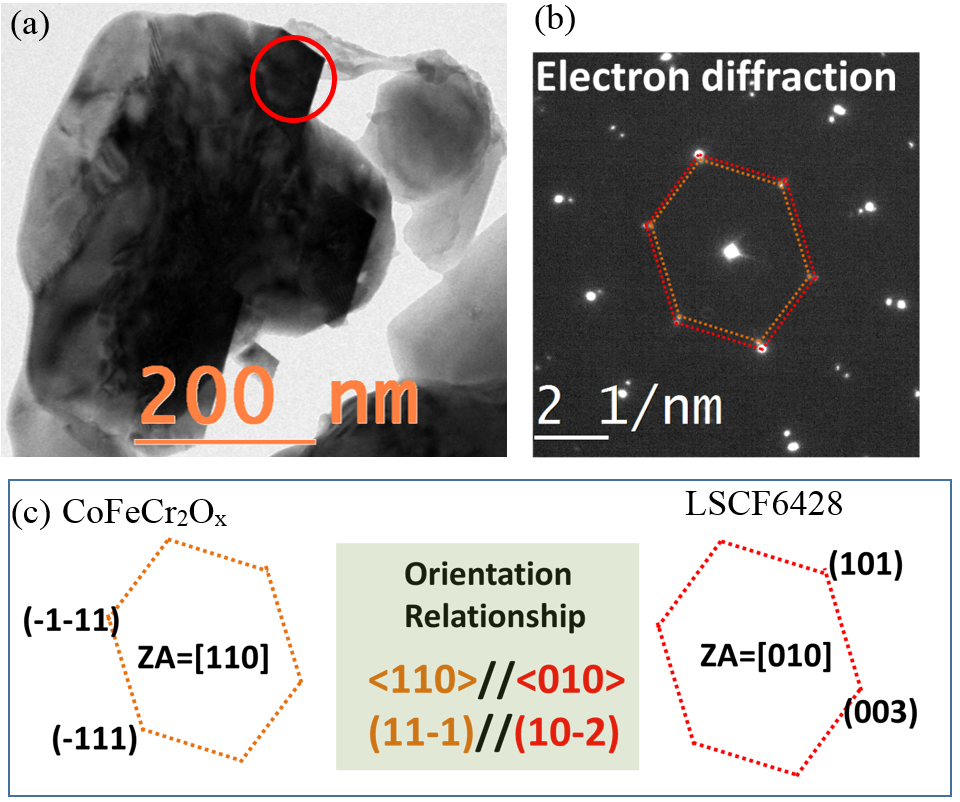 (a)
200 nm
(b)
Electron diffraction
2 1/nm
(c) CoFeCr₂Oₓ
(-1-11)
ZA=[110]
(-111)
Orientation
Relationship
<110>//<010>
(11-1)//(10-2)
LSCF6428
(101)
ZA=[010]
(003)